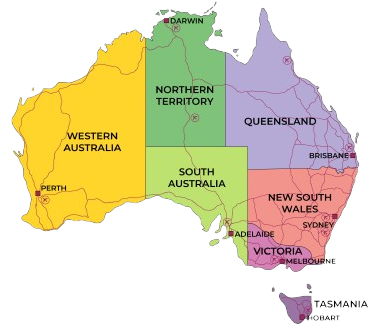 DARWIN
NORTHERN
TERRITORY
QUEENSLAND
WESTERN
AUSTRALIA
BRISBANE
SOUTH
AUSTRALIA
PERTH
NEW SOUTH
WALES
SYDNEY
ADELAIDE
VICTORIA
MELBOURNE
TASMANIA
HOBART